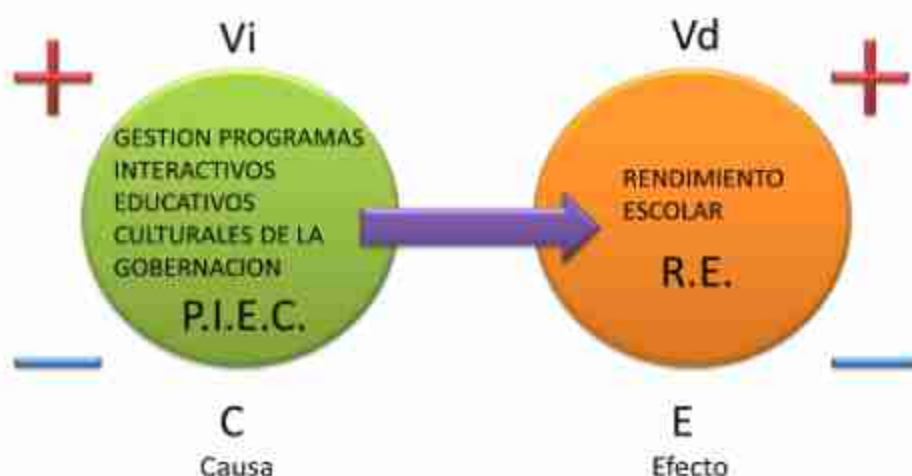 Vi
Vd
GESTION PROGRAMAS
INTERACTIVOS
EDUCATIVOS
CULTURALES DE LA
GOBERNACION
P.I.E.C.
RENDIMIENTO
ESCOLAR
R.E.
C
Causa
E
Efecto